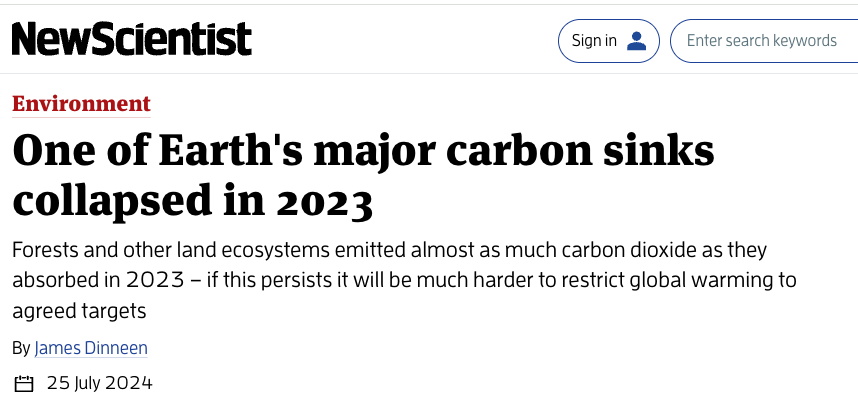 NewScientist
Sign in
Enter search keywords
Environment
One of Earth's major carbon sinks
collapsed in 2023
Forests and other land ecosystems emitted almost as much carbon dioxide as they
absorbed in 2023 – if this persists it will be much harder to restrict global warming to
agreed targets
By James Dinneen
25 July 2024